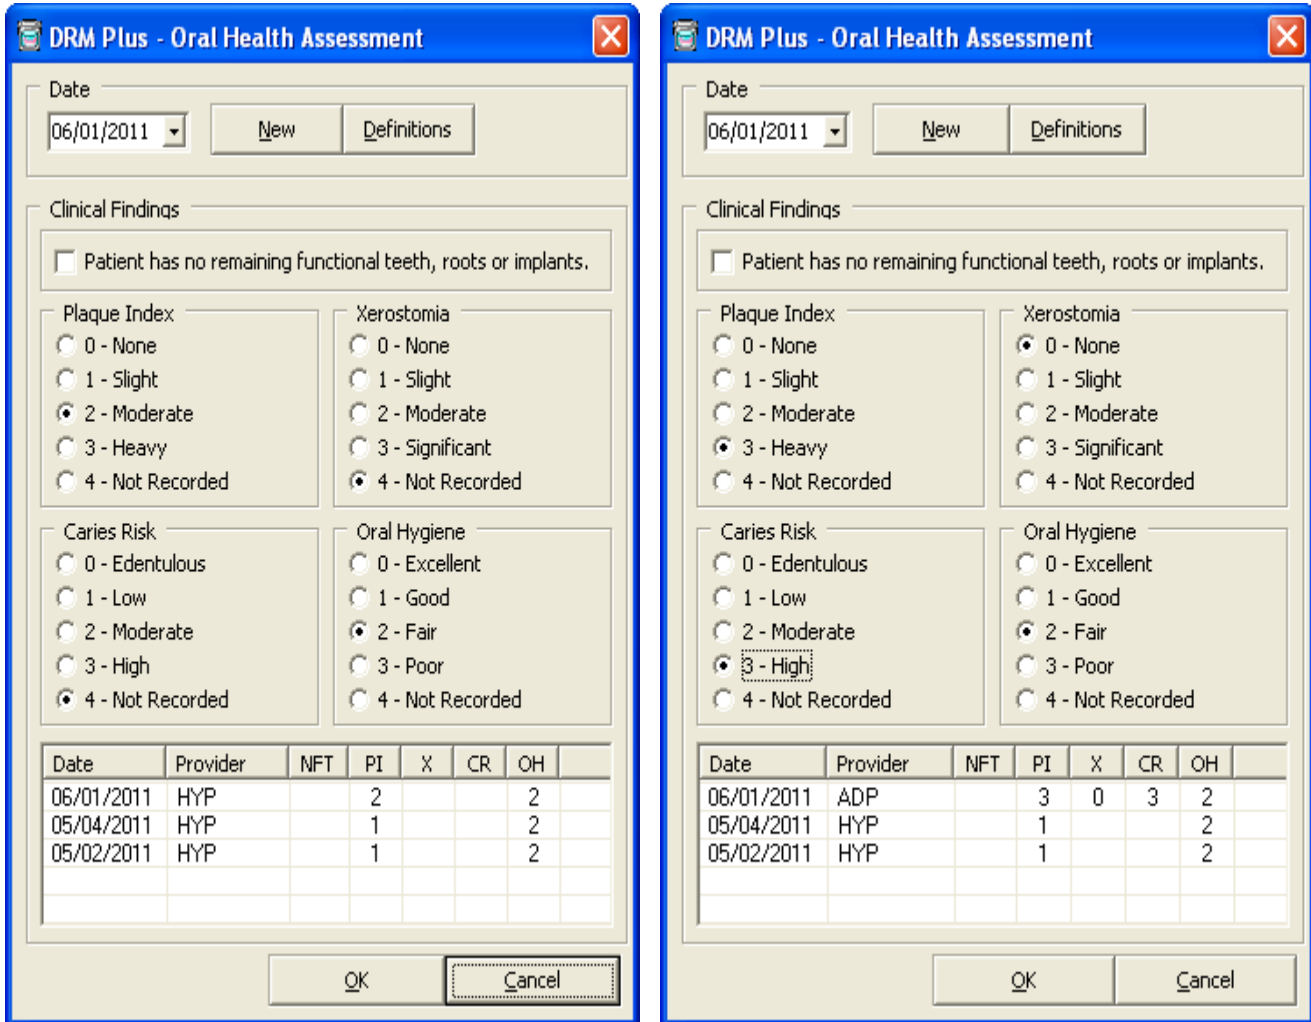 DRM Plus - Oral Health Assessment
Date
06/01/2011 New Definitions
Clinical Findings
Patient has no remaining functional teeth, roots or implants.
Plaque Index Xerostomia
0 - None 0 - None
1 - Slight 1 - Slight
2 - Moderate 2 - Moderate
3 - Heavy 3 - Significant
4 - Not Recorded 4 - Not Recorded
Caries Risk Oral Hygiene
0 - Edentulous 0 - Excellent
1 - Low 1 - Good
2 - Moderate 2 - Fair
3 - High 3 - Poor
4 - Not Recorded 4 - Not Recorded
Date Provider NFT PI X CR OH
06/01/2011 HYP 2 2
05/04/2011 HYP 1 2
05/02/2011 HYP 1 2
OK Cancel
DRM Plus - Oral Health Assessment
Date
06/01/2011 New Definitions
Clinical Findings
Patient has no remaining functional teeth, roots or implants.
Plaque Index Xerostomia
0 - None 0 - None
1 - Slight 1 - Slight
2 - Moderate 2 - Moderate
3 - Heavy 3 - Significant
4 - Not Recorded 4 - Not Recorded
Caries Risk Oral Hygiene
0 - Edentulous 0 - Excellent
1 - Low 1 - Good
2 - Moderate 2 - Fair
3 - High 3 - Poor
4 - Not Recorded 4 - Not Recorded
Date Provider NFT PI X CR OH
06/01/2011 ADP 3 0 3 2
05/04/2011 HYP 1 2
05/02/2011 HYP 1 2
OK Cancel